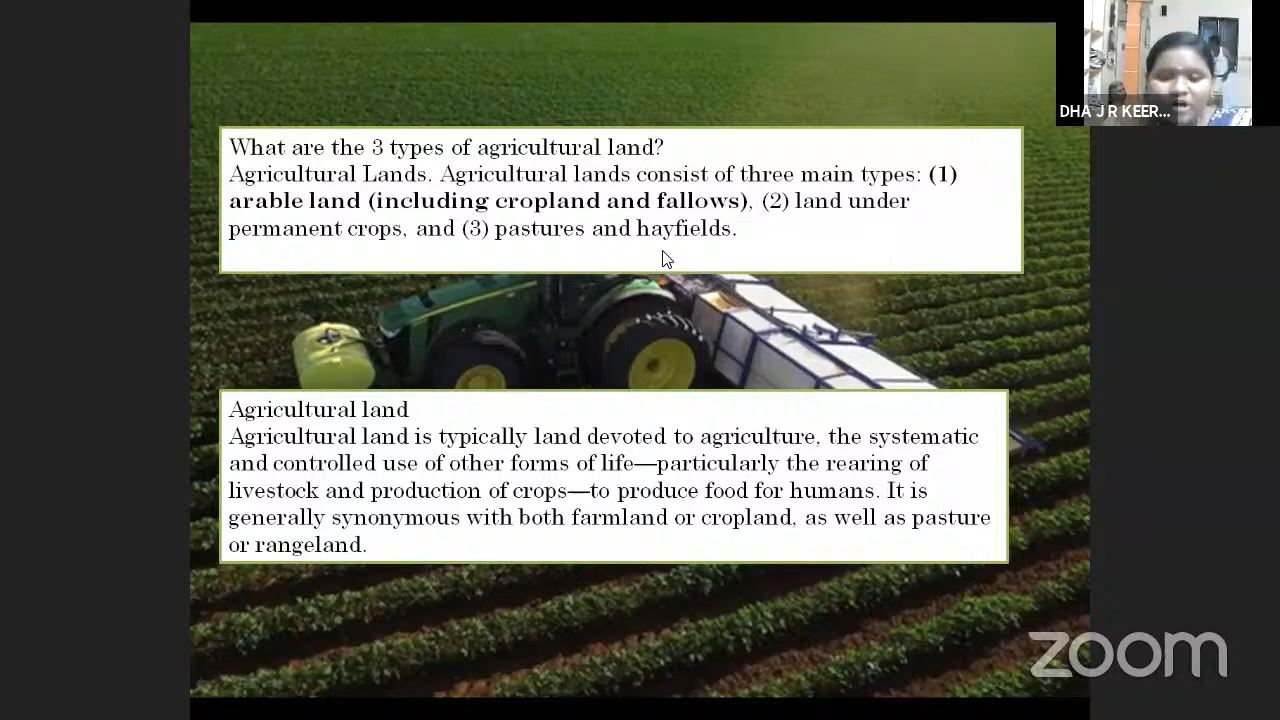 DHA J R KEER...
What are the 3 types of agricultural land?
Agricultural Lands. Agricultural lands consist of three main types: (1)
arable land (including cropland and fallows), (2) land under
permanent crops, and (3) pastures and hayfields.
Agricultural land
Agricultural land is typically land devoted to agriculture, the systematic
and controlled use of other forms of life—particularly the rearing of
livestock and production of crops—to produce food for humans. It is
generally synonymous with both farmland or cropland, as well as pasture
or rangeland.
zoom